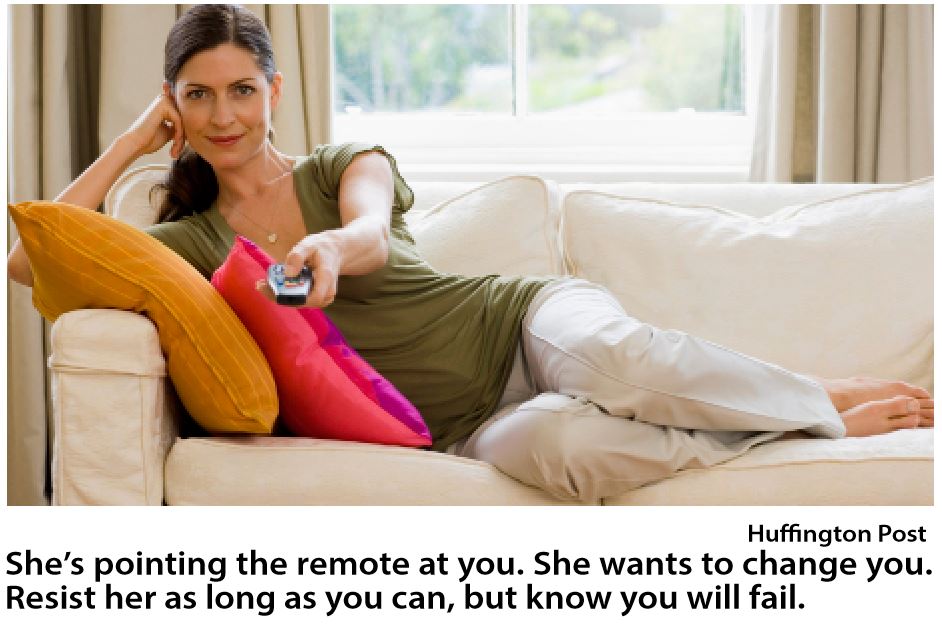 Huffington Post
She’s pointing the remote at you. She wants to change you.
Resist her as long as you can, but know you will fail.